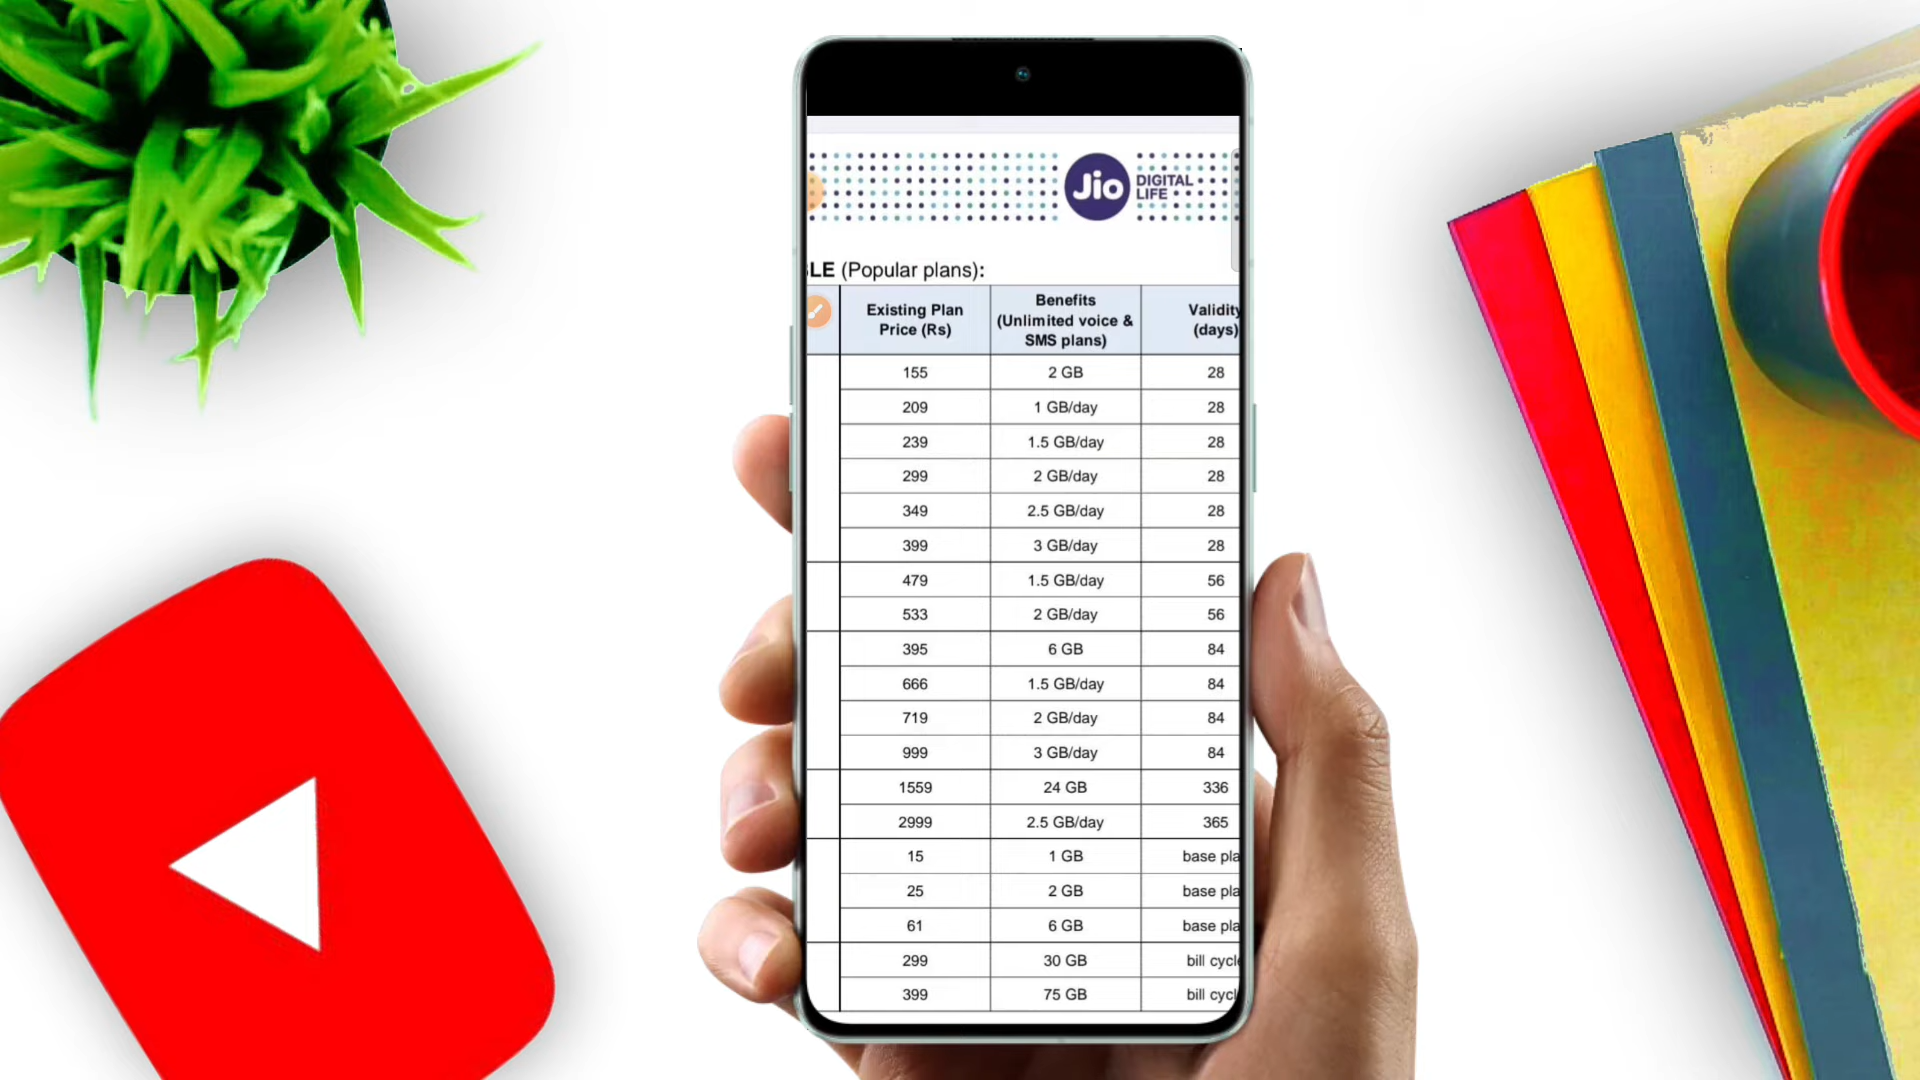 Jio DIGITAL
LIFE
BLE (Popular plans):
Existing Plan Price (Rs) Benefits (Unlimited voice & SMS plans) Validity (days)
155 2 GB 28
209 1 GB/day 28
239 1.5 GB/day 28
299 2 GB/day 28
349 2.5 GB/day 28
399 3 GB/day 28
479 1.5 GB/day 56
533 2 GB/day 56
395 6 GB 84
666 1.5 GB/day 84
719 2 GB/day 84
999 3 GB/day 84
1559 24 GB 336
2999 2.5 GB/day 365
15 1 GB base pla
25 2 GB base pla
61 6 GB base pla
299 30 GB bill cycle
399 75 GB bill cycl